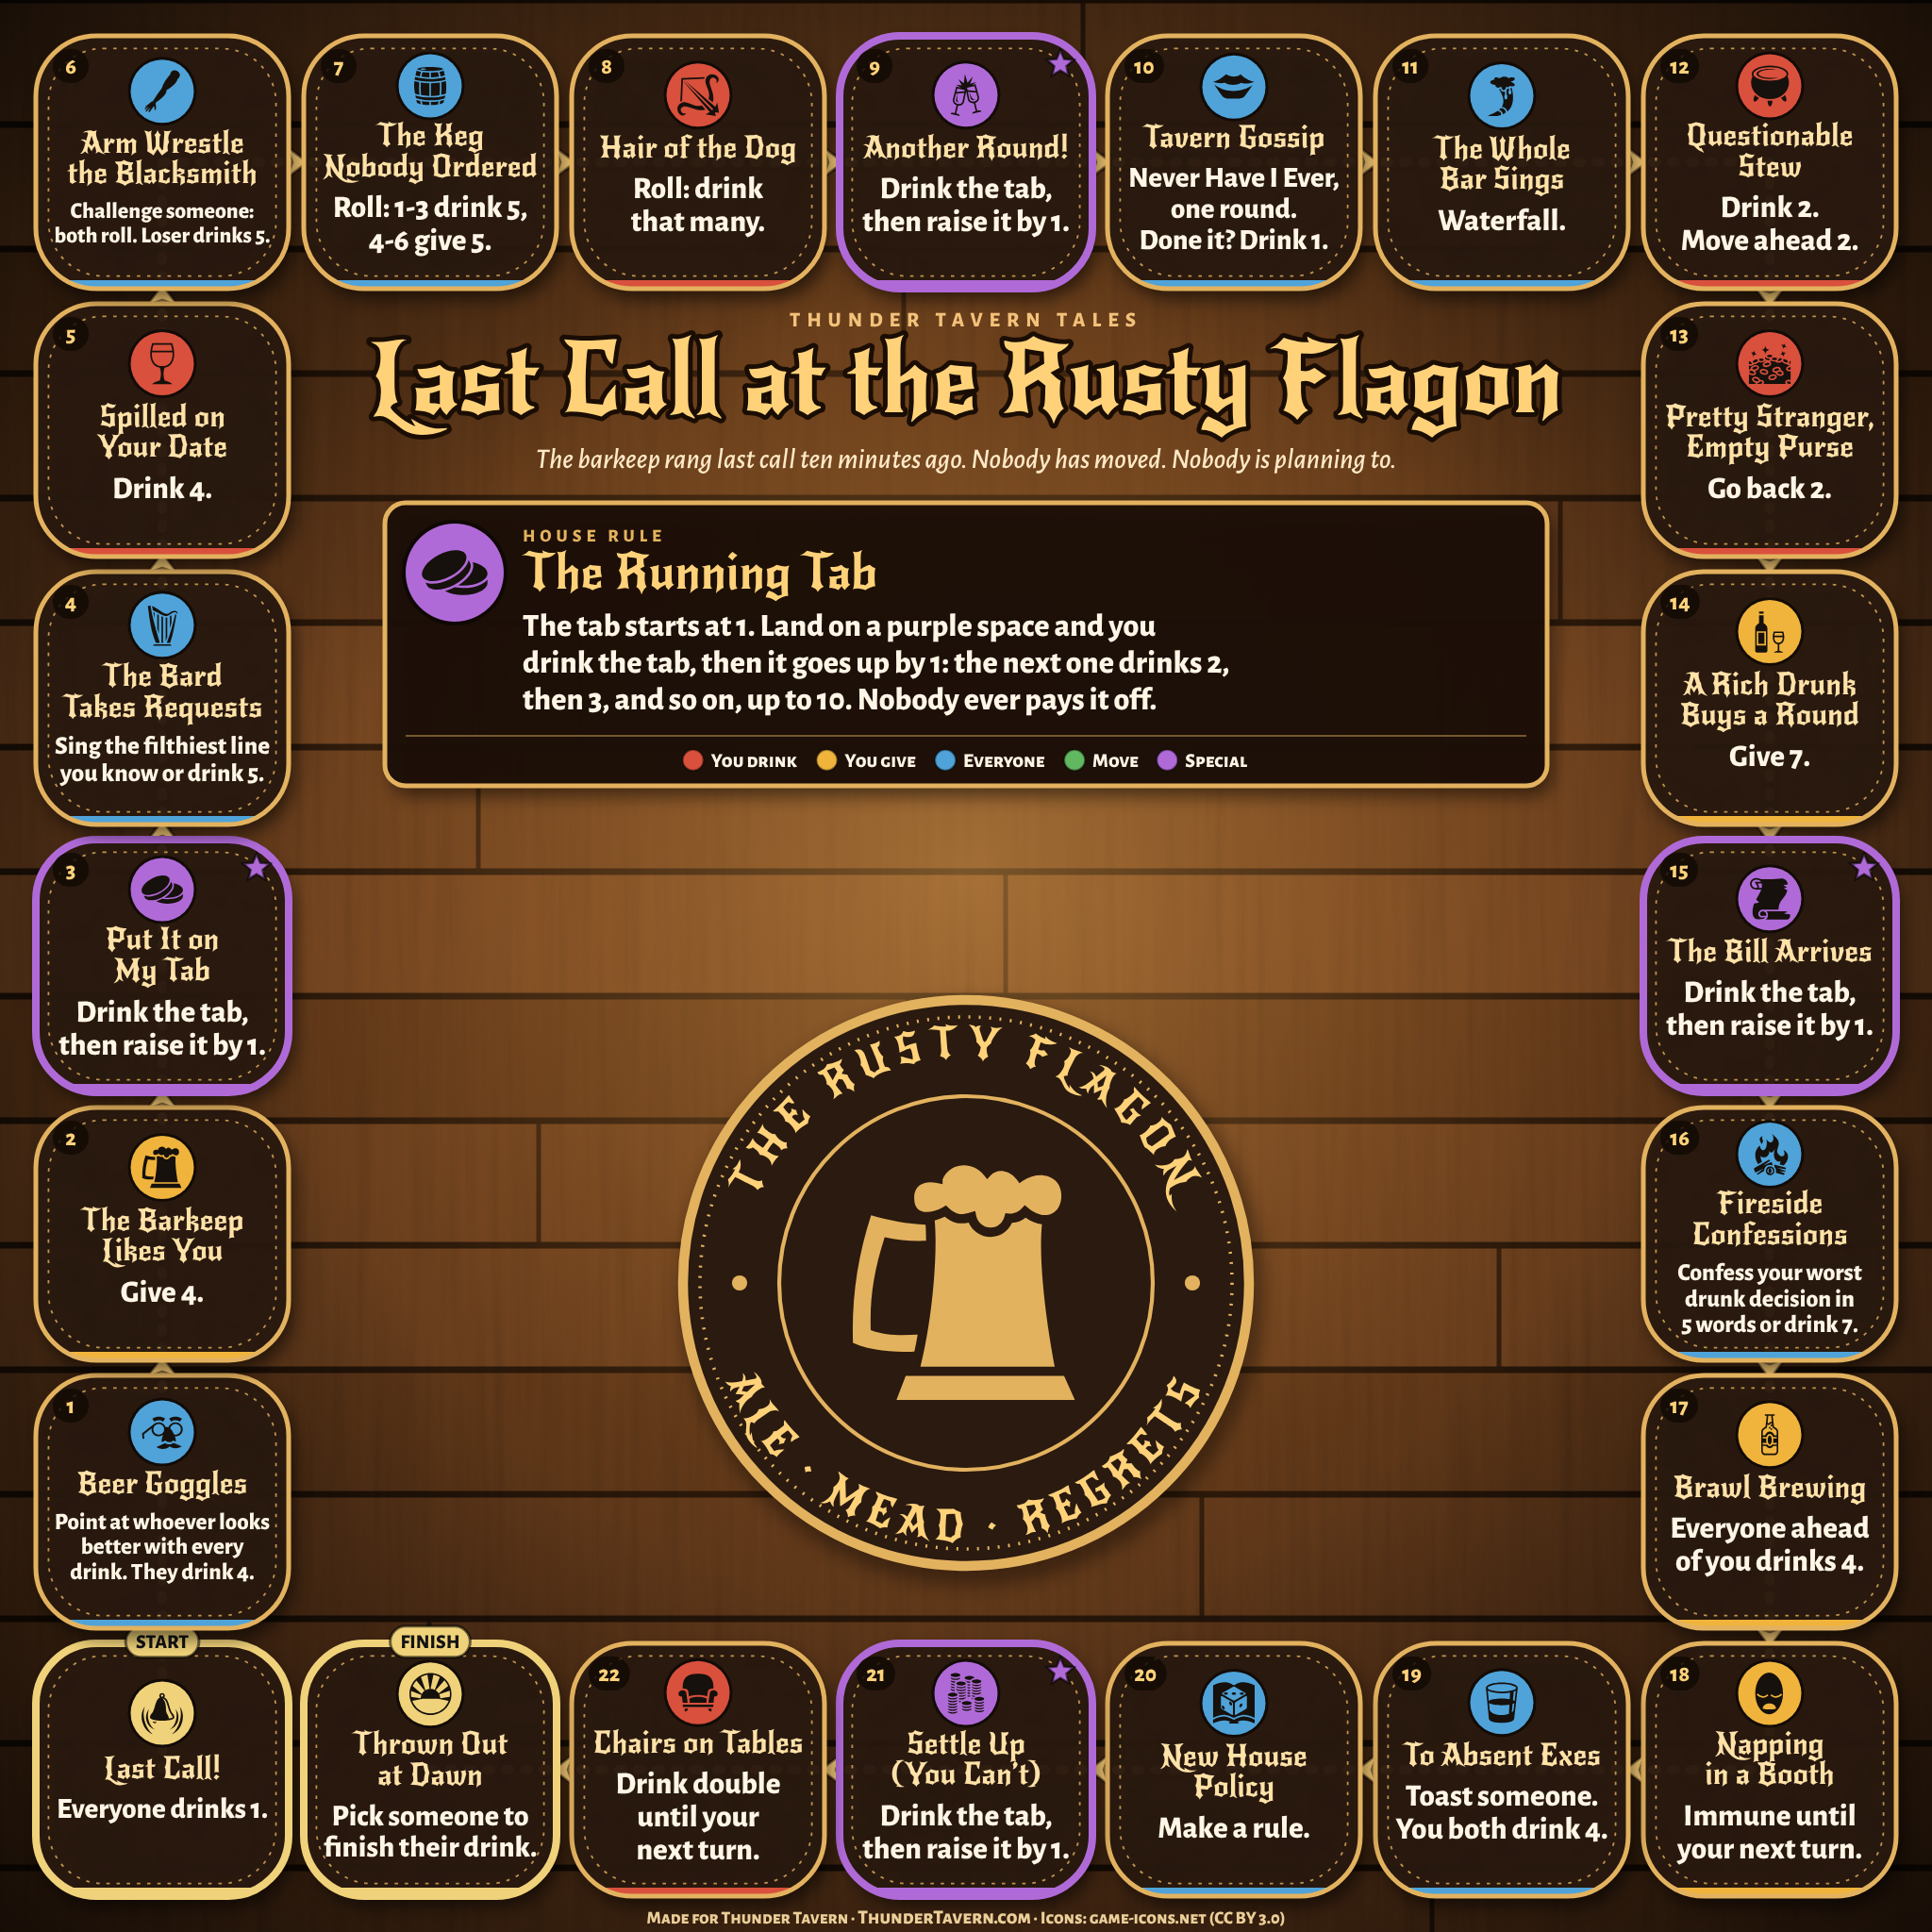 6
Arm Wrestle
the Blacksmith
Challenge someone:
both roll. Loser drinks 5.
7
The Keg
Nobody Ordered
Roll: 1-3 drink 5,
4-6 give 5.
8
Hair of the Dog
Roll: drink
that many.
9
Another Round!
Drink the tab,
then raise it by 1.
10
Tavern Gossip
Never Have I Ever,
one round.
Done it? Drink 1.
11
The Whole
Bar Sings
Waterfall.
12
Questionable
Stew
Drink 2.
Move ahead 2.
5
Spilled on
Your Date
Drink 4.
THUNDER TAVERN TALES
Last Call at the Rusty Flagon
The barkeep rang last call ten minutes ago. Nobody has moved. Nobody is planning to.
13
Pretty Stranger,
Empty Purse
Go back 2.
HOUSE RULE
The Running Tab
The tab starts at 1. Land on a purple space and you
drink the tab, then it goes up by 1: the next one drinks 2,
then 3, and so on, up to 10. Nobody ever pays it off.
You drink
You give
Everyone
Move
Special
4
The Bard
Takes Requests
Sing the filthiest line
you know or drink 5.
14
A Rich Drunk
Buys a Round
Give 7.
3
Put It on
My Tab
Drink the tab,
then raise it by 1.
15
The Bill Arrives
Drink the tab,
then raise it by 1.
2
The Barkeep
Likes You
Give 4.
THE RUSTY FLAGON
ALE · MEAD · REGRETS
16
Fireside
Confessions
Confess your worst
drunk decision in
5 words or drink 7.
1
Beer Goggles
Point at whoever looks
better with every
drink. They drink 4.
17
Brawl Brewing
Everyone ahead
of you drinks 4.
START
Last Call!
Everyone drinks 1.
FINISH
Thrown Out
at Dawn
Pick someone to
finish their drink.
22
Chairs on Tables
Drink double
until your
next turn.
21
Settle Up
(You Can't)
Drink the tab,
then raise it by 1.
20
New House
Policy
Make a rule.
19
To Absent Exes
Toast someone.
You both drink 4.
18
Napping
in a Booth
Immune until
your next turn.
Made for Thunder Tavern · ThunderTavern.com · Icons: game-icons.net (CC BY 3.0)